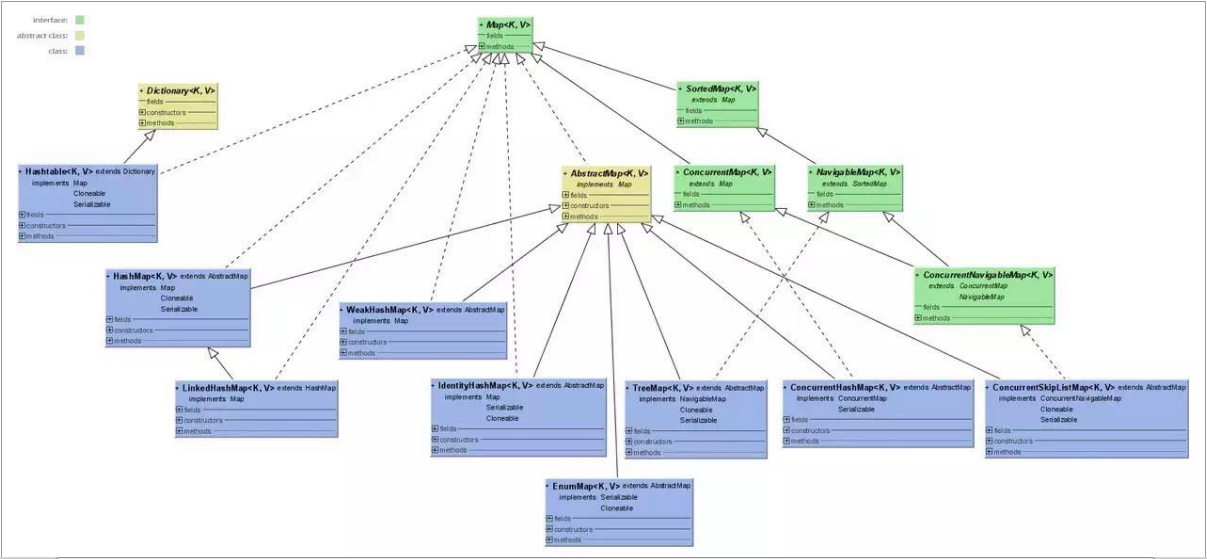 interface:
abstract class:
class:
Map<K, V>
fields
methods
Dictionary<K, V>
fields
constructors
methods
SortedMap<K, V>
extends Map
fields
methods
Hashtable<K, V> extends Dictionary
implements Map
Cloneable
Serializable
fields
constructors
methods
AbstractMap<K, V>
implements Map
fields
constructors
methods
ConcurrentMap<K, V>
extends Map
fields
methods
NavigableMap<K, V>
extends SortedMap
fields
methods
HashMap<K, V> extends AbstractMap
implements Map
Cloneable
Serializable
fields
constructors
methods
ConcurrentNavigableMap<K, V>
extends ConcurrentMap
NavigableMap
fields
methods
WeakHashMap<K, V> extends AbstractMap
implements Map
fields
constructors
methods
LinkedHashMap<K, V> extends HashMap
implements Map
fields
constructors
methods
IdentityHashMap<K, V> extends AbstractMap
implements Map
Serializable
Cloneable
fields
constructors
methods
TreeMap<K, V> extends AbstractMap
implements NavigableMap
Cloneable
Serializable
fields
constructors
methods
ConcurrentHashMap<K, V> extends AbstractMap
implements ConcurrentMap
Serializable
fields
constructors
methods
ConcurrentSkipListMap<K, V> extends AbstractMap
implements ConcurrentNavigableMap
Cloneable
Serializable
fields
constructors
methods
EnumMap<K, V> extends AbstractMap
implements Serializable
Cloneable
fields
constructors
methods